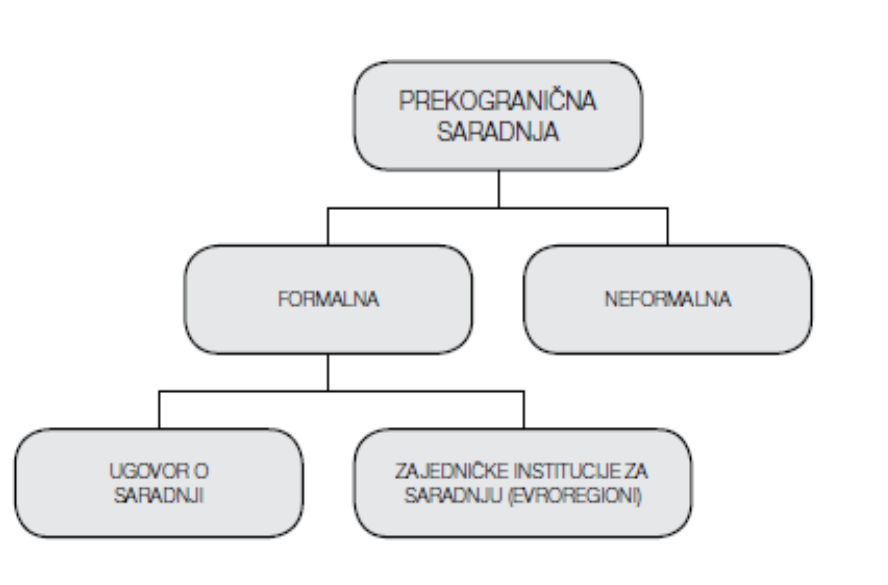 PREKOGRANIČNA
SARADNJA
FORMALNA
NEFORMALNA
UGOVOR O
SARADNJI
ZAJEDNIČKE INSTITUCIJE ZA
SARADNJU (EVROREGIONI)